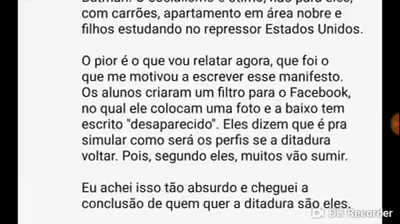 Batman. O socialismo é ótimo, não para eles,
com carrões, apartamento em área nobre e
filhos estudando no repressor Estados Unidos.
O pior é o que vou relatar agora, que foi o
que me motivou a escrever esse manifesto.
Os alunos criaram um filtro para o Facebook,
no qual ele colocam uma foto e a baixo tem
escrito "desaparecido". Eles dizem que é pra
simular como será os perfis se a ditadura
voltar. Pois, segundo eles, muitos vão sumir.
Eu achei isso tão absurdo e cheguei a
conclusão de quem quer a ditadura são eles.
DU Recorder